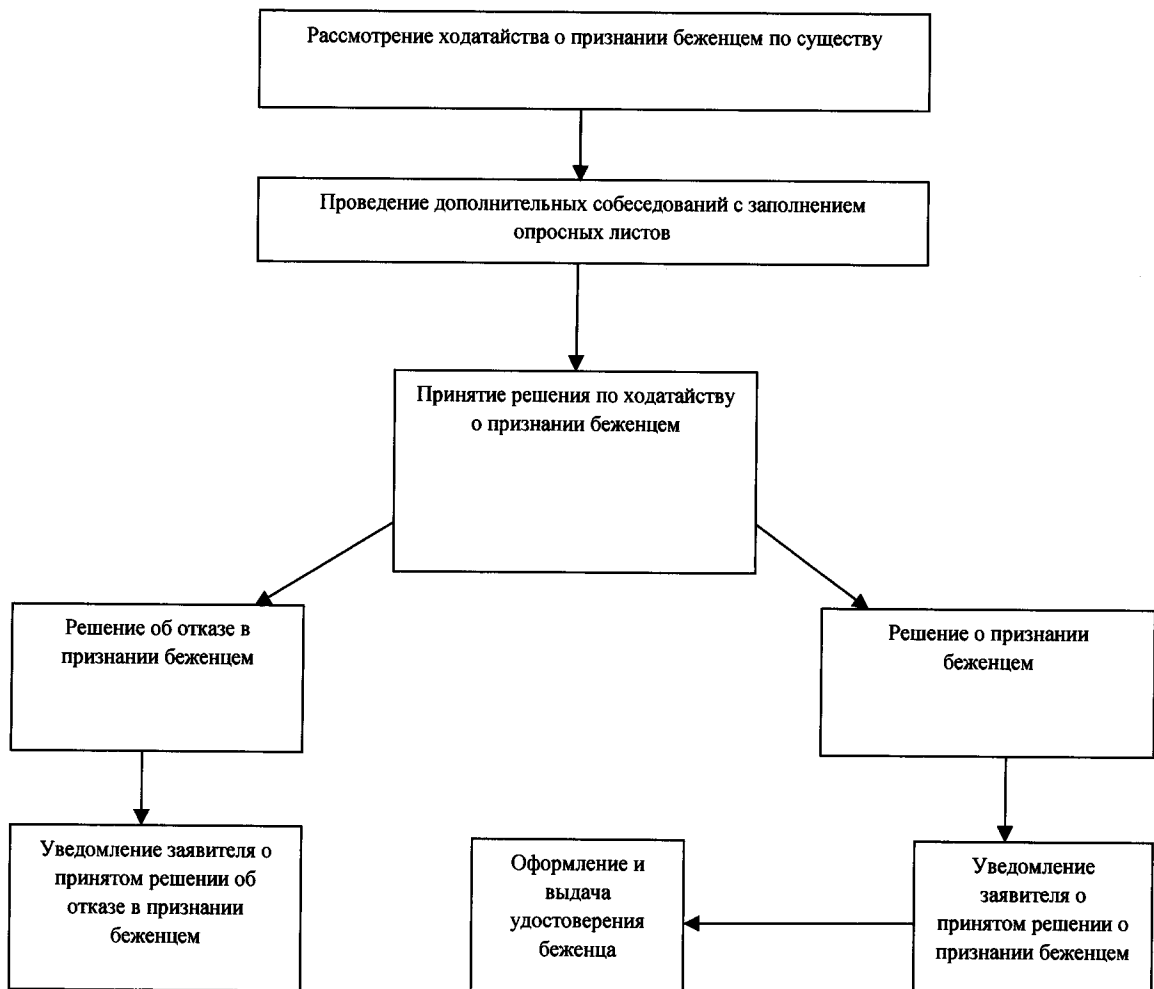 Рассмотрение ходатайства о признании беженцем по существу
Проведение дополнительных собеседований с заполнением
опросных листов
Принятие решения по ходатайству
о признании беженцем
Решение об отказе в
признании беженцем
Решение о признании
беженцем
Уведомление заявителя о
принятом решении об
отказе в признании
беженцем
Оформление и
выдача
удостоверения
беженца
Уведомление
заявителя о
принятом решении о
признании беженцем